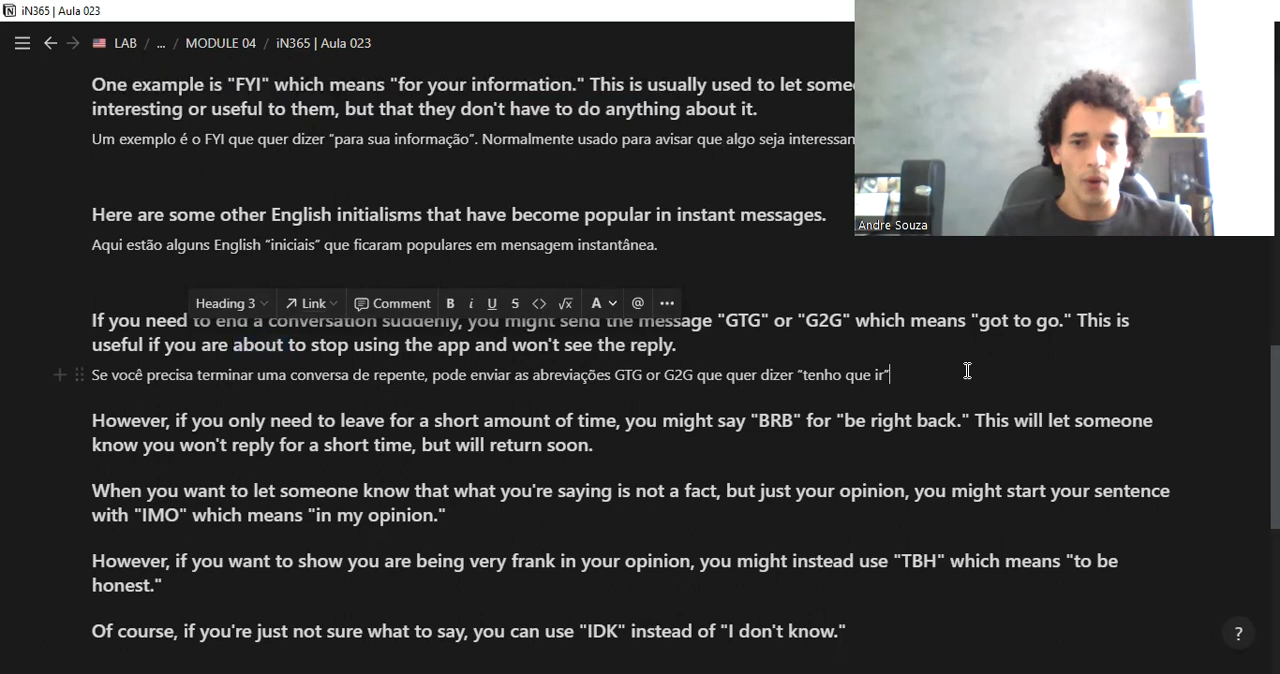 iN365 | Aula 023
LAB / ... / MODULE 04 / iN365 | Aula 023
One example is "FYI" which means "for your information." This is usually used to let
interesting or useful to them, but that they don't have to do anything about it.
Um exemplo é o FYI que quer dizer “para sua informação”. Normalmente usado para avisar que algo seja
Andre Souza
Here are some other English initialisms that have become popular in instant messages.
Aqui estão alguns English “iniciais” que ficaram populares em mensagem instantânea.
Heading 3 Link Comment B i U S <> √x A @ •••
If you need to end a conversation suddenly, you might send the message "GTG" or "G2G" which means "got to go." This is
useful if you are about to stop using the app and won't see the reply.
Se você precisa terminar uma conversa de repente, pode enviar as abreviações GTG or G2G que quer dizer “tenho que ir”
However, if you only need to leave for a short amount of time, you might say "BRB" for "be right back." This will let someone
know you won't reply for a short time, but will return soon.
When you want to let someone know that what you're saying is not a fact, but just your opinion, you might start your sentence
with "IMO" which means "in my opinion."
However, if you want to show you are being very frank in your opinion, you might instead use "TBH" which means "to be
honest."
Of course, if you're just not sure what to say, you can use "IDK" instead of "I don't know."
?